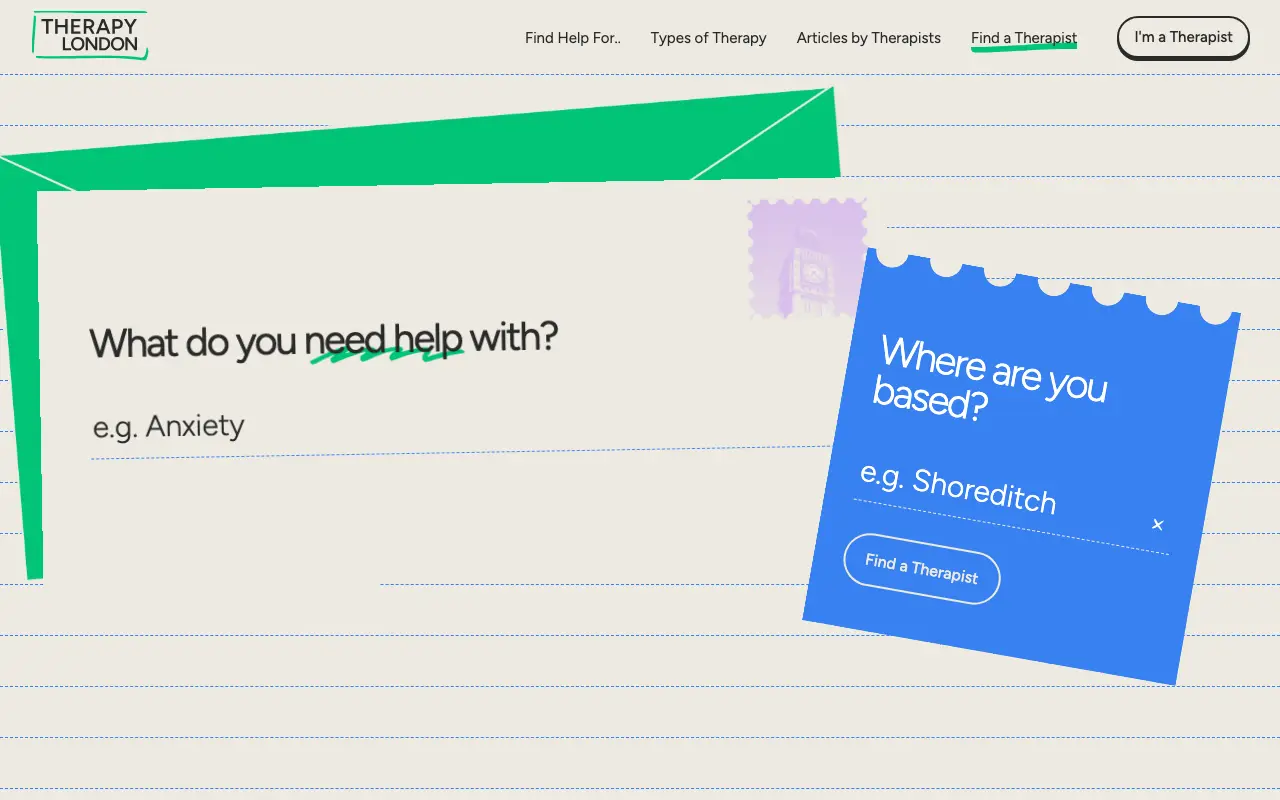 THERAPY
LONDON
Find Help For..
Types of Therapy
Articles by Therapists
Find a Therapist
I'm a Therapist
What do you need help with?
e.g. Anxiety
Where are you
based?
e.g. Shoreditch
×
Find a Therapist